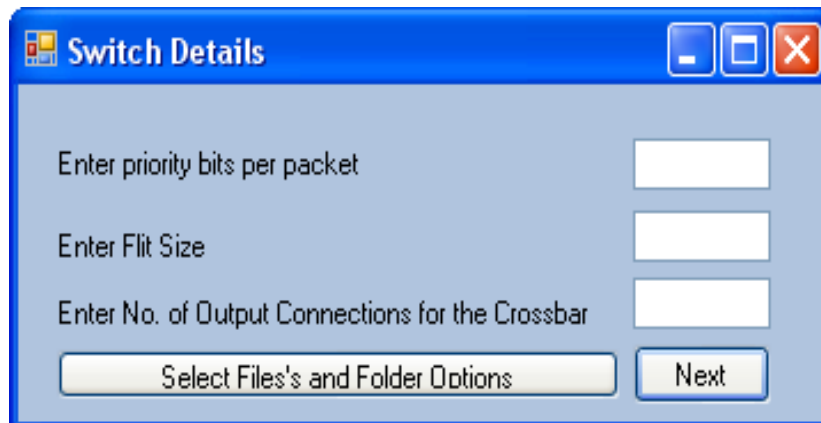 Switch Details
Enter priority bits per packet
Enter Flit Size
Enter No. of Output Connections for the Crossbar
Select Files's and Folder Options
Next